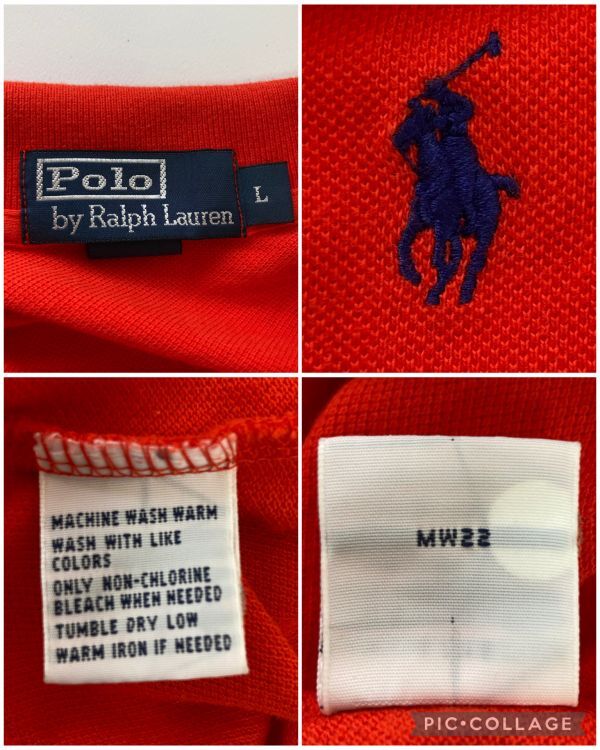 Polo
by Ralph Lauren
L
MACHINE WASH WARM
WASH WITH LIKE
COLORS
ONLY NON-CHLORINE
BLEACH WHEN NEEDED
TUMBLE DRY LOW
WARM IRON IF NEEDED
MW22
PIC•COLLAGE